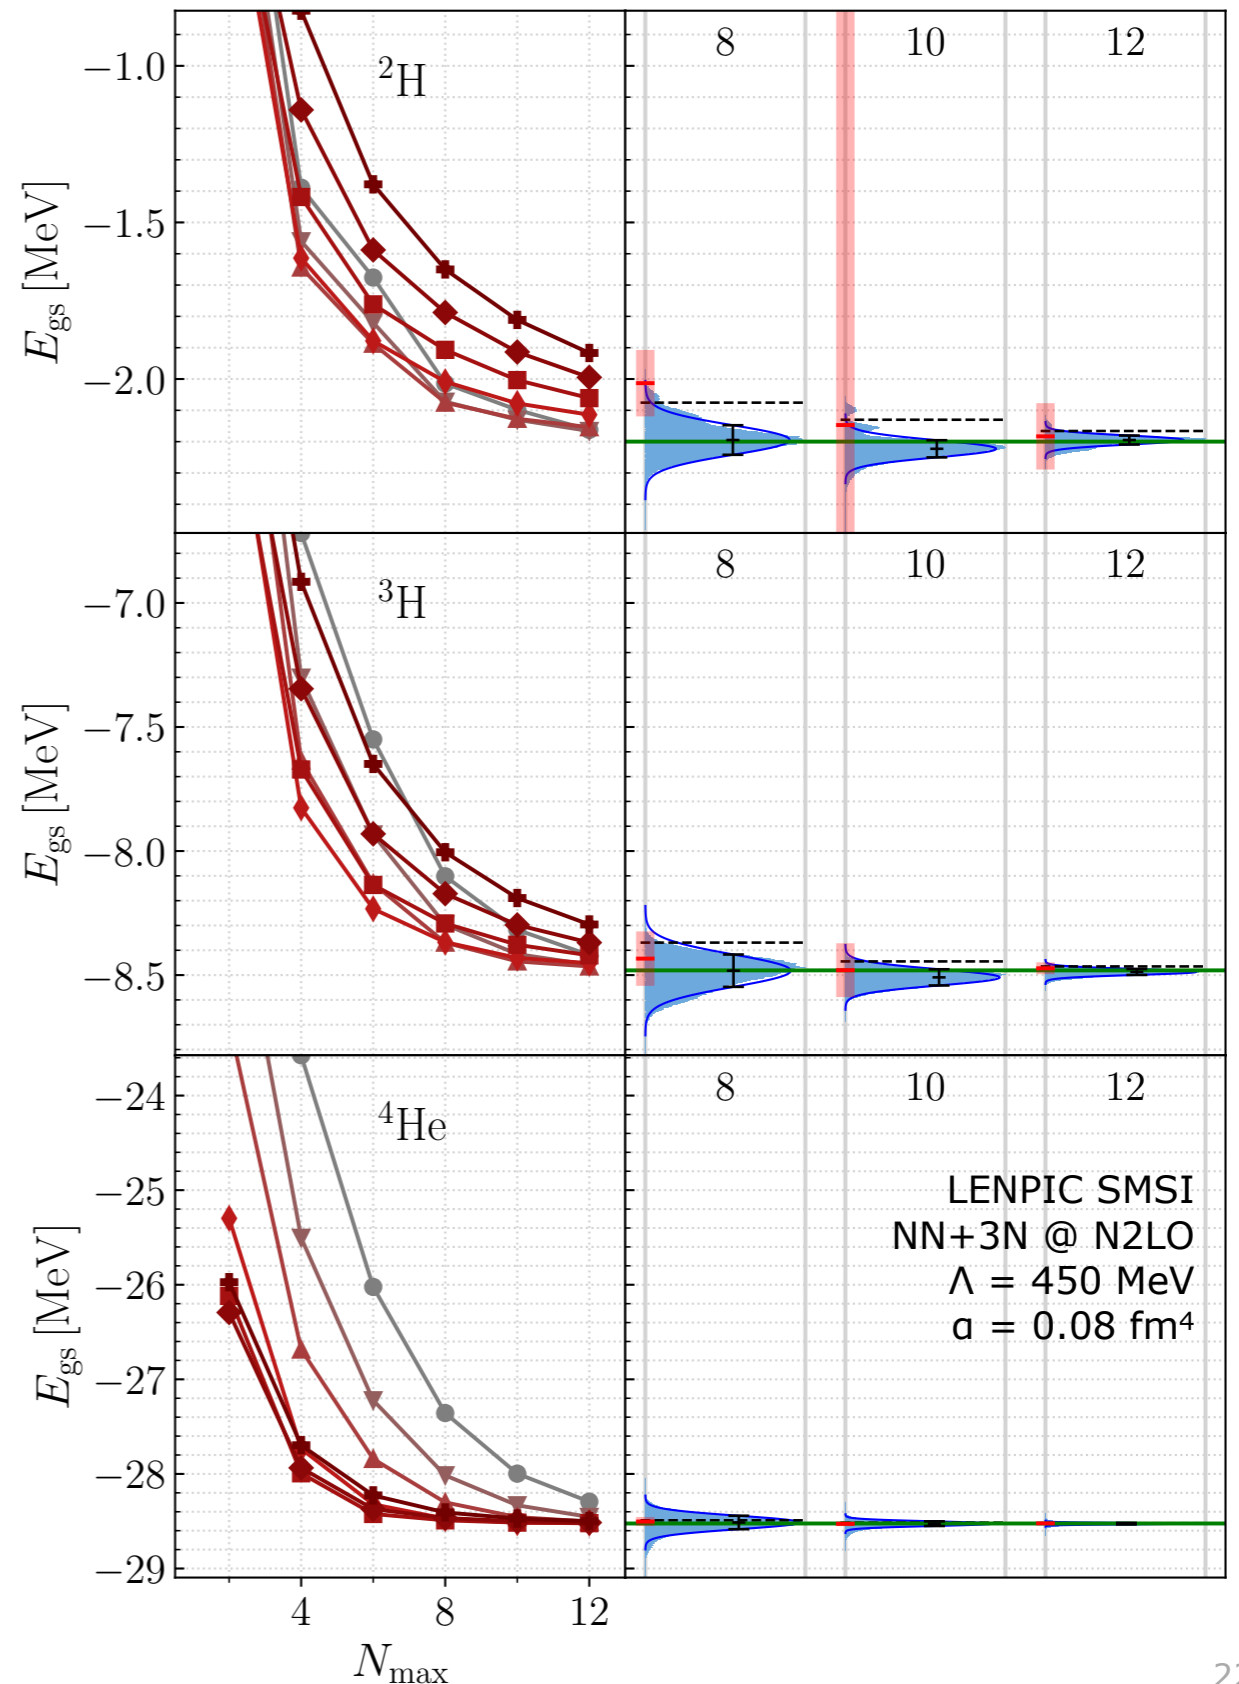 ²H
8 10 12
−1.0
−1.5
−2.0
E_gs [MeV]
³H
8 10 12
−7.0
−7.5
−8.0
−8.5
E_gs [MeV]
⁴He
8 10 12
−24
−25
−26
−27
−28
−29
E_gs [MeV]
LENPIC SMSI
NN+3N @ N2LO
Λ = 450 MeV
α = 0.08 fm⁴
4 8 12
N_max
22